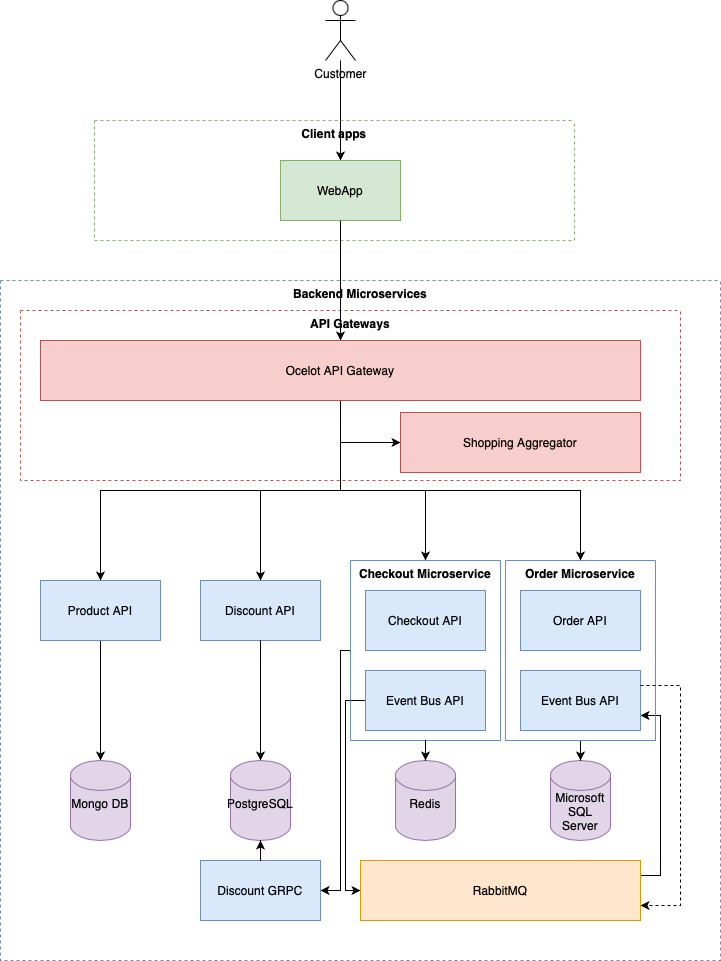 Customer
Client apps
WebApp
Backend Microservices
API Gateways
Ocelot API Gateway
Shopping Aggregator
Checkout Microservice
Order Microservice
Product API
Discount API
Checkout API
Order API
Event Bus API
Event Bus API
Mongo DB
PostgreSQL
Redis
Microsoft
SQL
Server
Discount GRPC
RabbitMQ